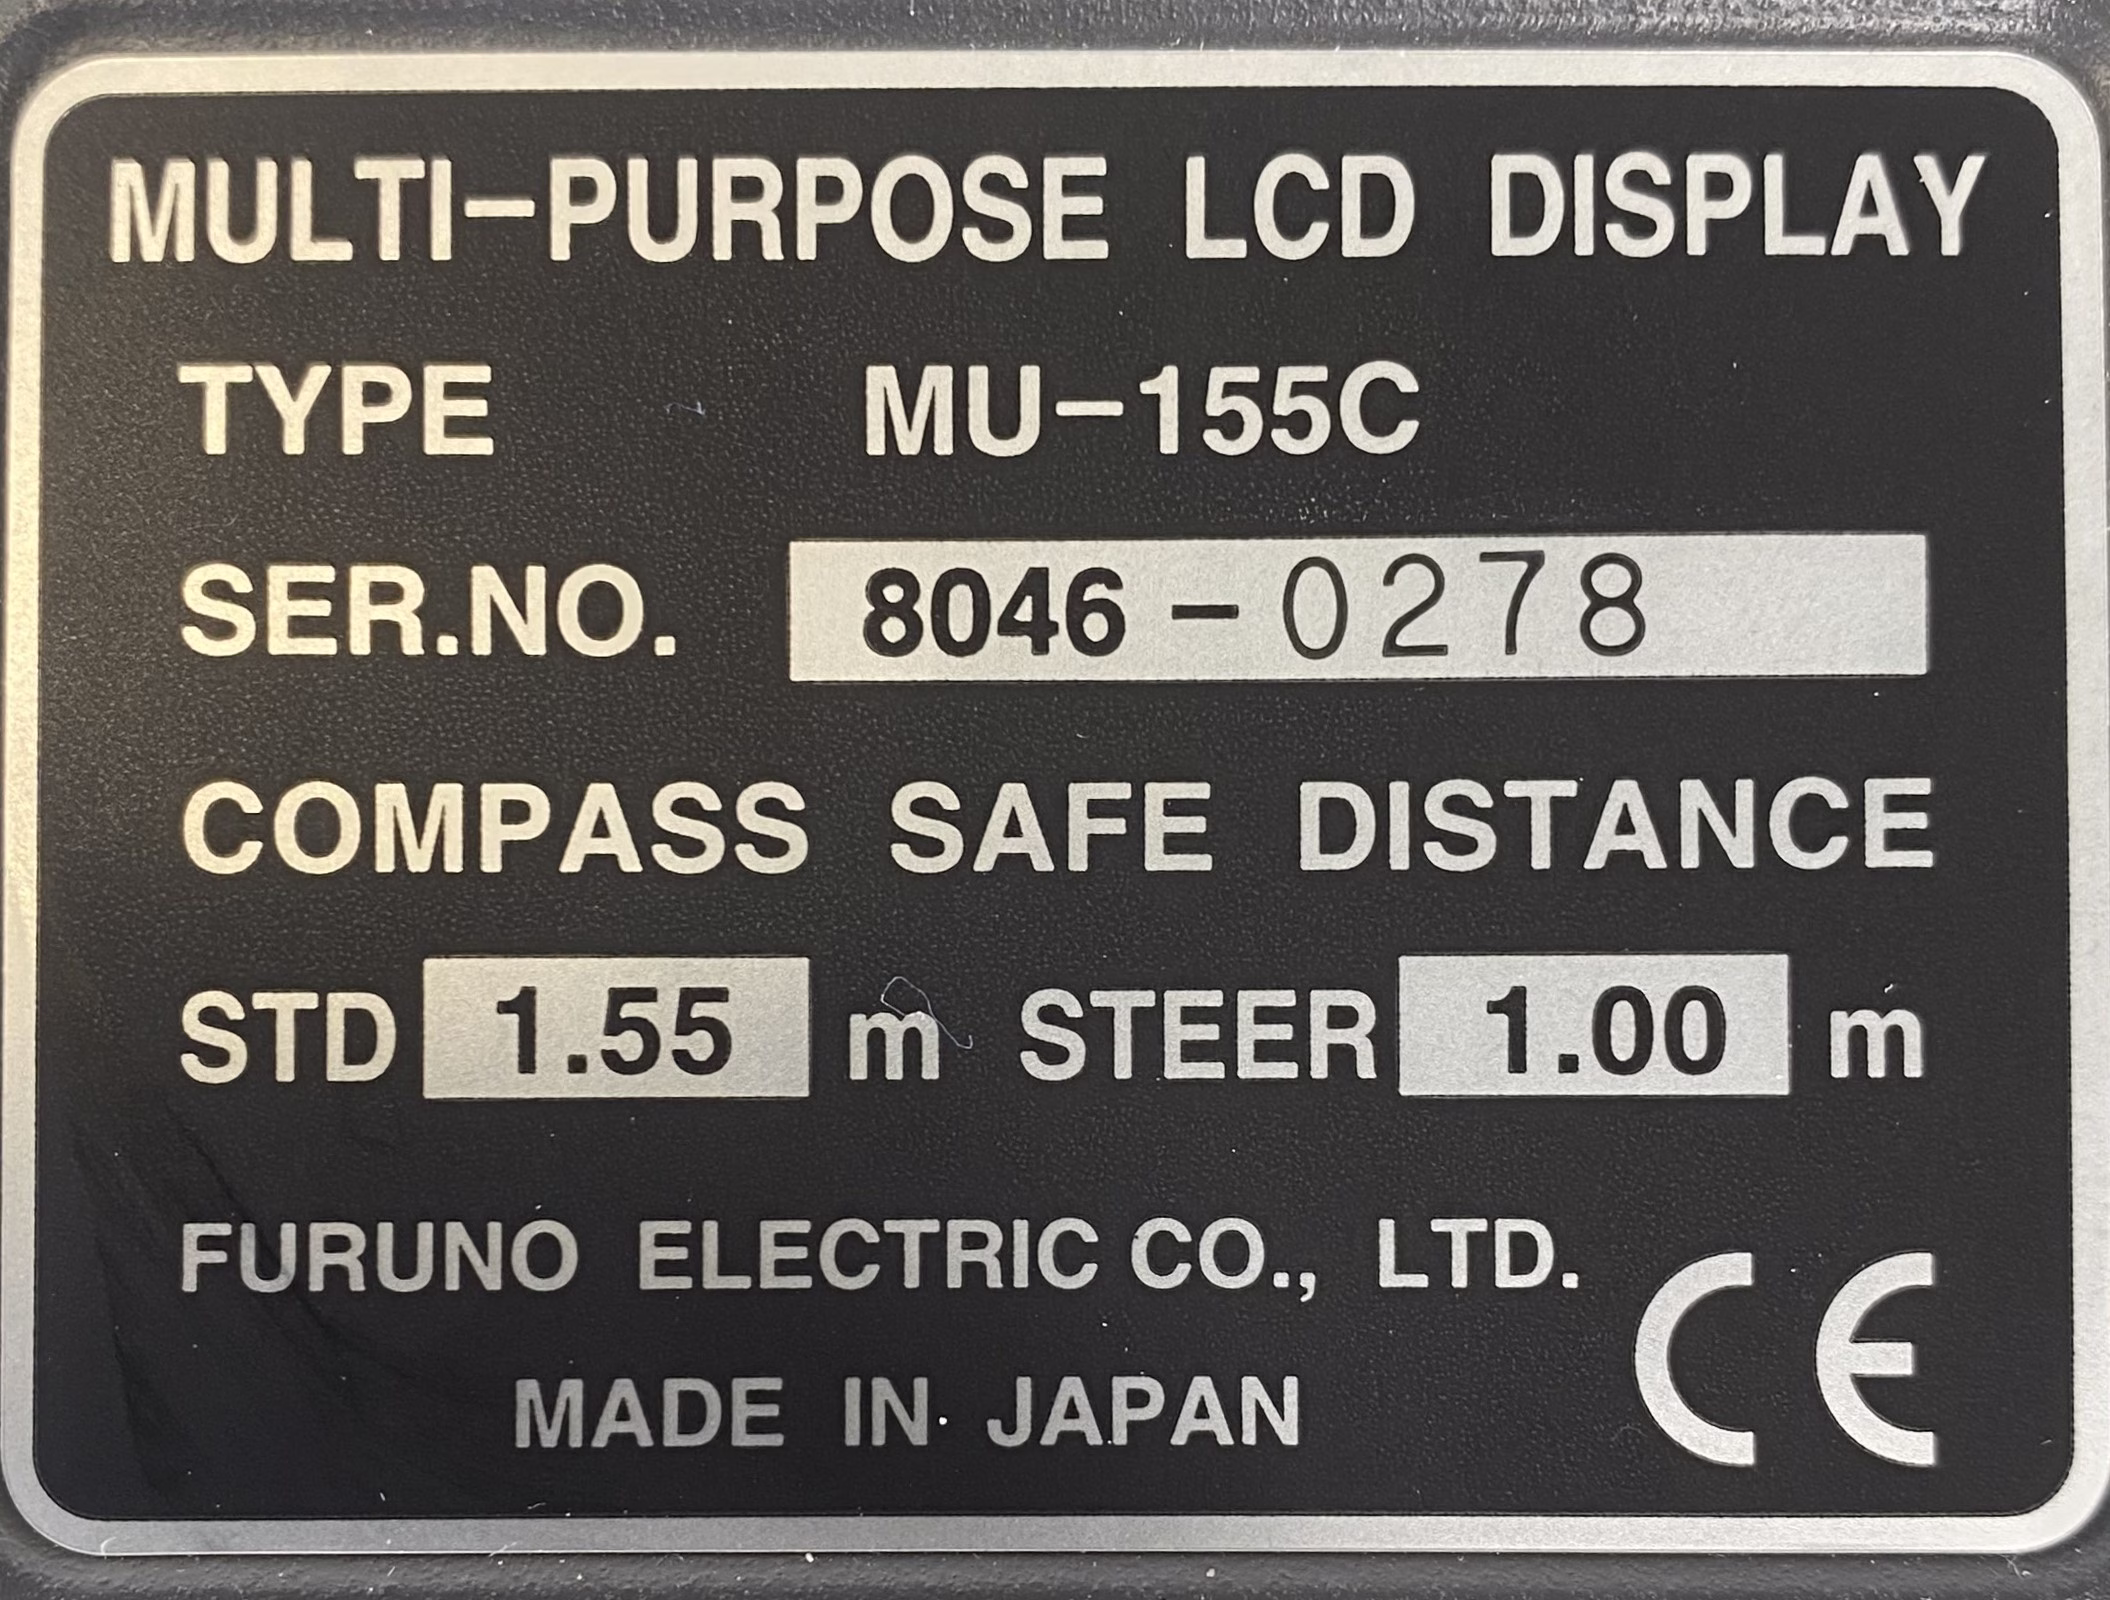 MULTI-PURPOSE LCD DISPLAY
TYPE MU-155C
SER.NO. 8046-0278
COMPASS SAFE DISTANCE
STD 1.55 m STEER 1.00 m
FURUNO ELECTRIC CO., LTD.
MADE IN JAPAN CE